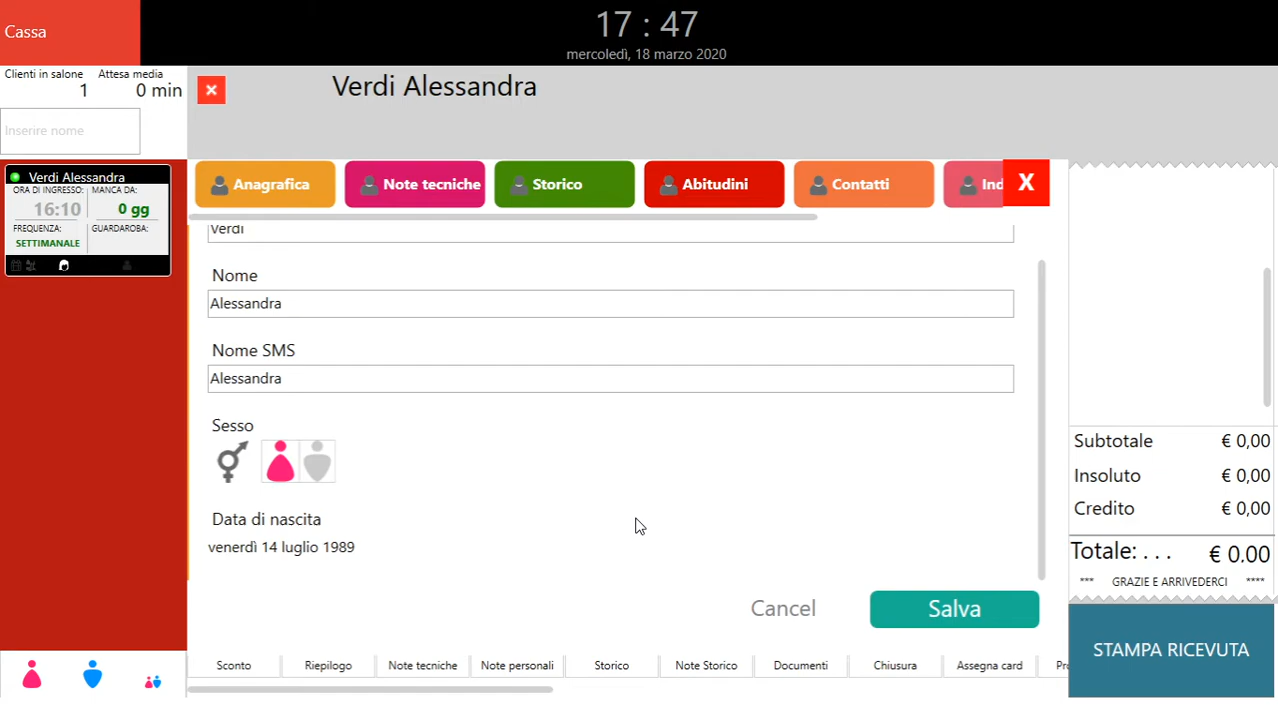 Cassa
17 : 47
mercoledì, 18 marzo 2020
Clienti in salone
1
Attesa media
0 min
Inserire nome
Verdi Alessandra
ORA DI INGRESSO:
16:10
MANCA DA:
0 gg
FREQUENZA:
SETTIMANALE
GUARDAROBA:
x
Verdi Alessandra
Anagrafica
Note tecniche
Storico
Abitudini
Contatti
Ind
X
Verdi
Nome
Alessandra
Nome SMS
Alessandra
Sesso
Data di nascita
venerdì 14 luglio 1989
Cancel
Salva
Sconto
Riepilogo
Note tecniche
Note personali
Storico
Note Storico
Documenti
Chiusura
Assegna card
Pr
Subtotale € 0,00
Insoluto € 0,00
Credito € 0,00
Totale: . . . € 0.00
*** GRAZIE E ARRIVEDERCI ****
STAMPA RICEVUTA